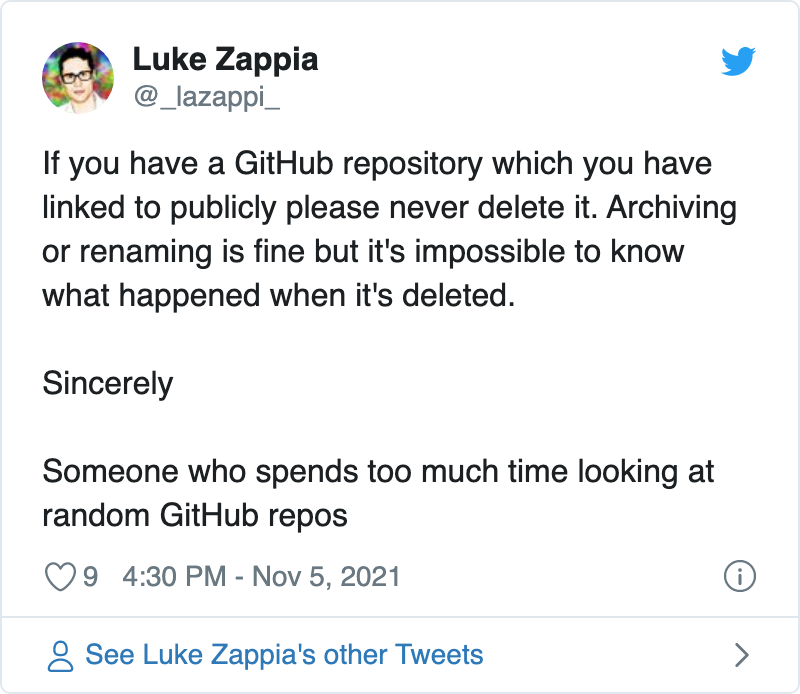 Luke Zappia
@_lazappi_
If you have a GitHub repository which you have
linked to publicly please never delete it. Archiving
or renaming is fine but it's impossible to know
what happened when it's deleted.
Sincerely
Someone who spends too much time looking at
random GitHub repos
9 4:30 PM - Nov 5, 2021
See Luke Zappia's other Tweets